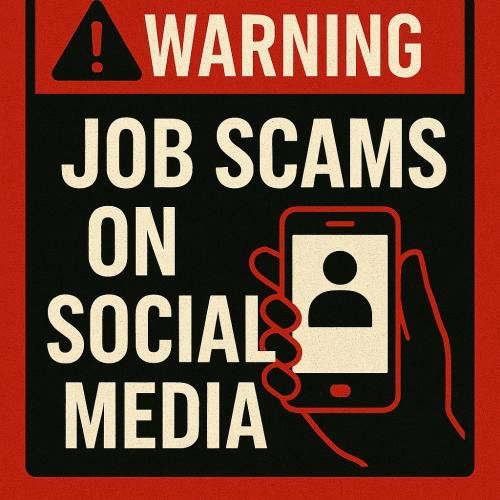 WARNING
JOB SCAMS
ON
SOCIAL
MEDIA